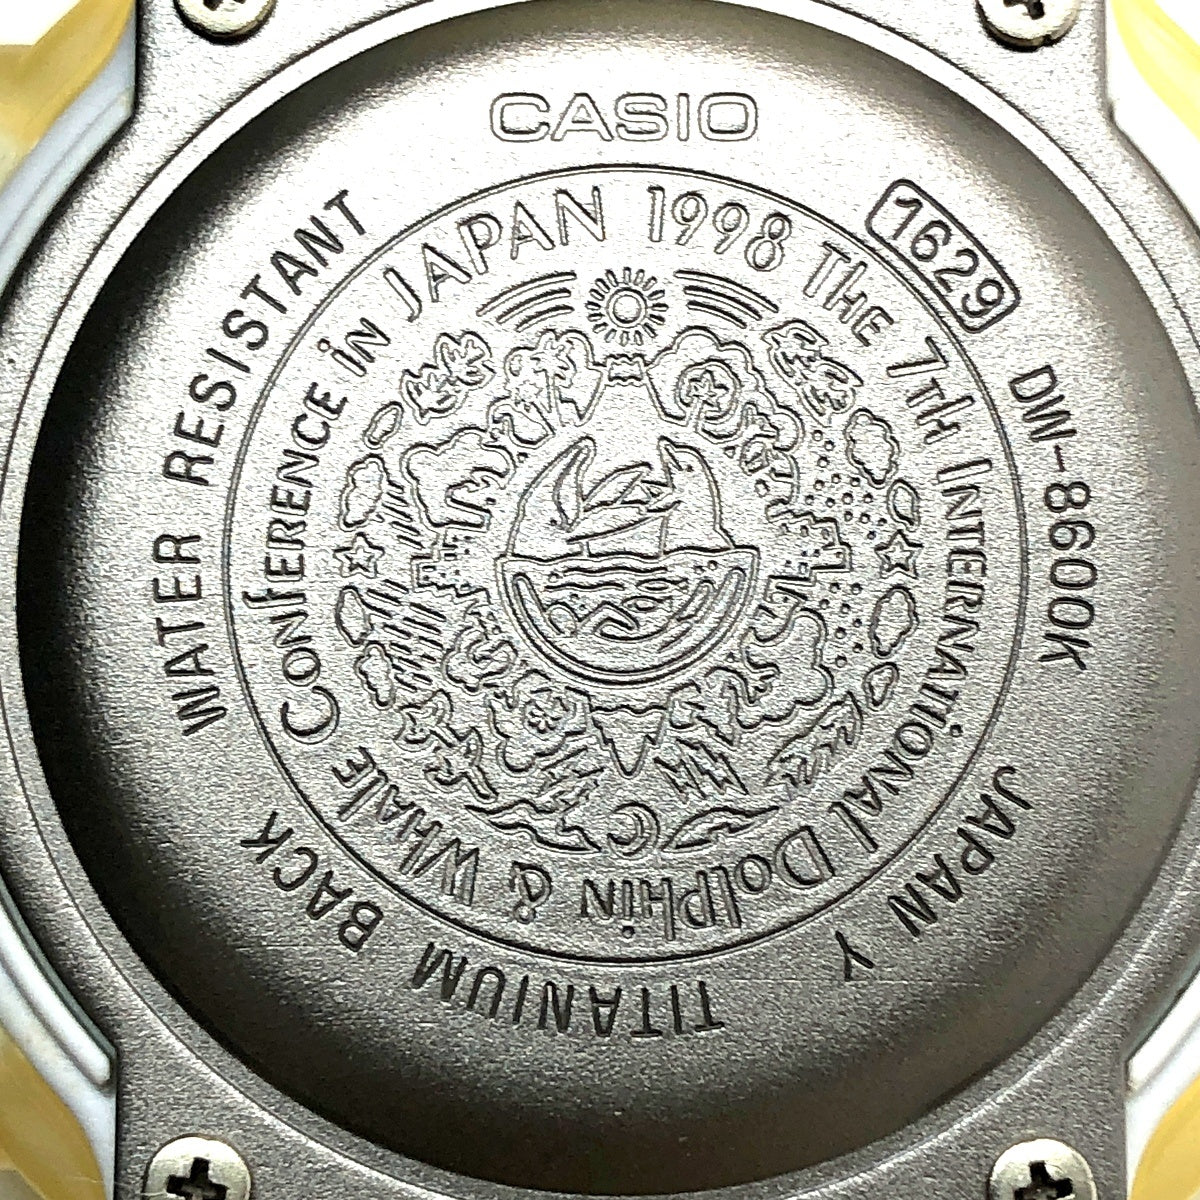 CASIO
1629
DW-8600K
JAPAN Y
TITANIUM BACK
WATER RESISTANT
1998 THE 7TH INTERNATIONAL DOLPHIN & WHALE CONFERENCE IN JAPAN